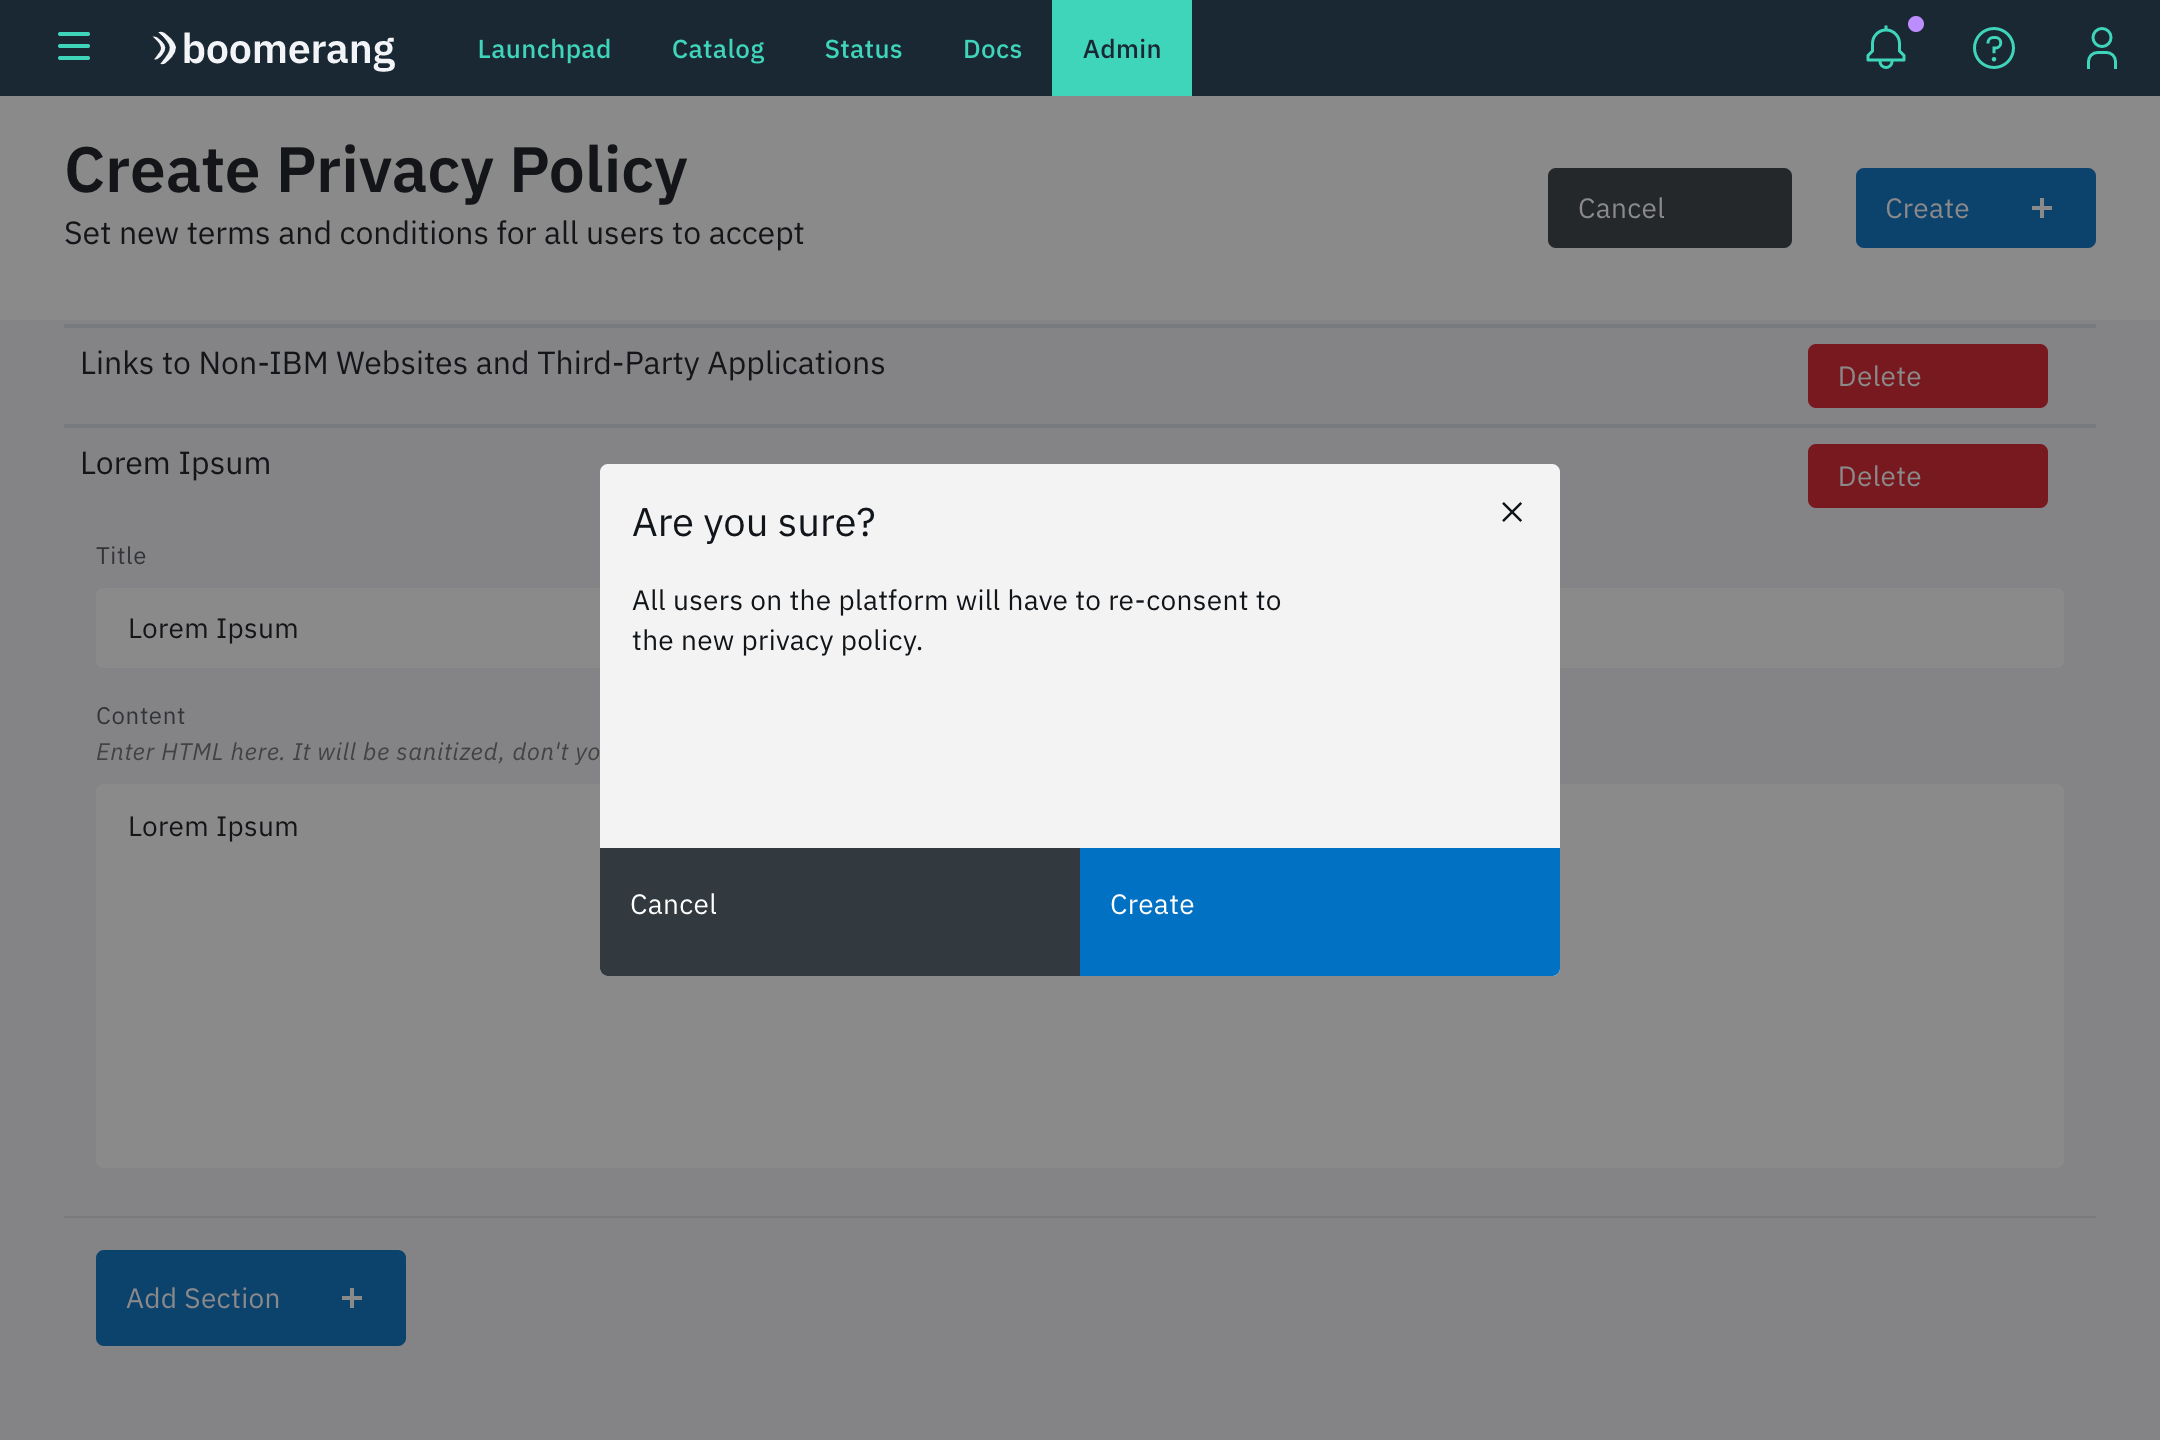 boomerang
Launchpad
Catalog
Status
Docs
Admin
Create Privacy Policy
Set new terms and conditions for all users to accept
Cancel
Create
Links to Non-IBM Websites and Third-Party Applications
Delete
Lorem Ipsum
Delete
Title
Lorem Ipsum
Content
Enter HTML here. It will be sanitized, don't yo
Lorem Ipsum
Are you sure?
All users on the platform will have to re-consent to
the new privacy policy.
Cancel
Create
Add Section